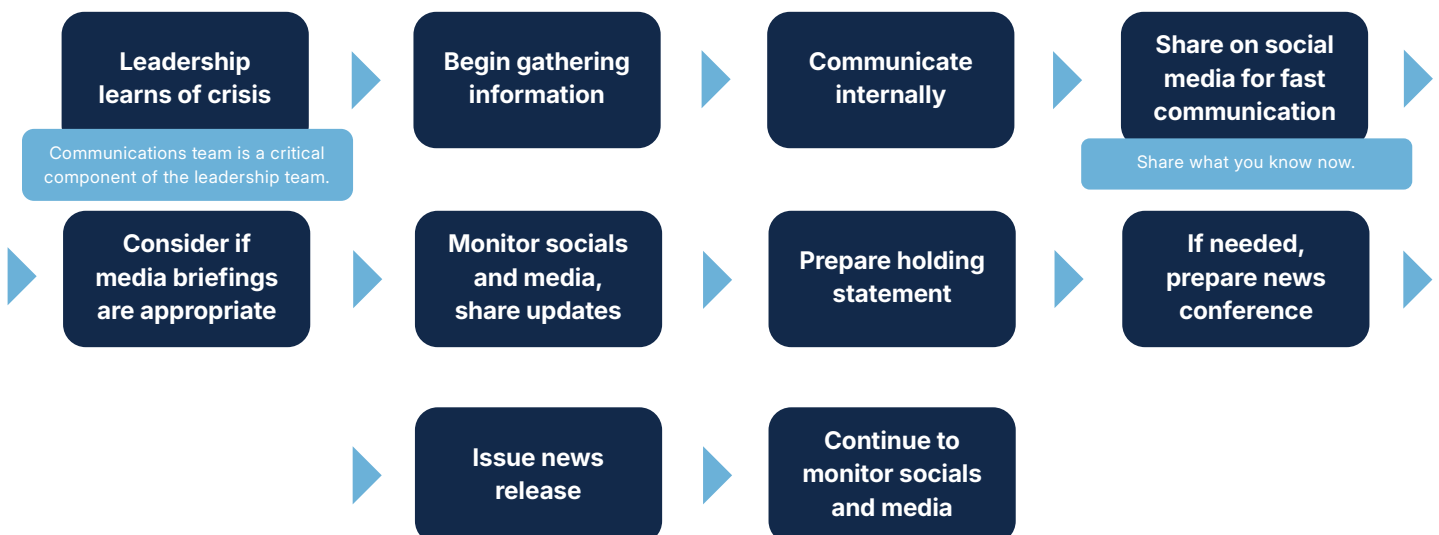 Leadership
learns of crisis
Communications team is a critical
component of the leadership team.
Begin gathering
information
Communicate
internally
Share on social
media for fast
communication
Share what you know now.
Consider if
media briefings
are appropriate
Monitor socials
and media,
share updates
Prepare holding
statement
If needed,
prepare news
conference
Issue news
release
Continue to
monitor socials
and media